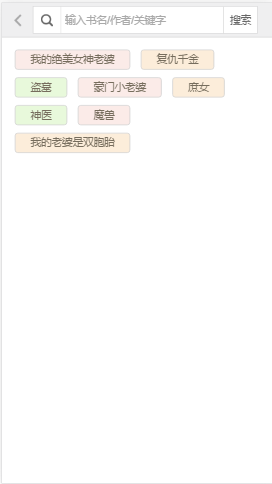 输入书名/作者/关键字 搜索
我的绝美女神老婆 复仇千金
盗墓 豪门小老婆 庶女
神医 魔兽
我的老婆是双胞胎